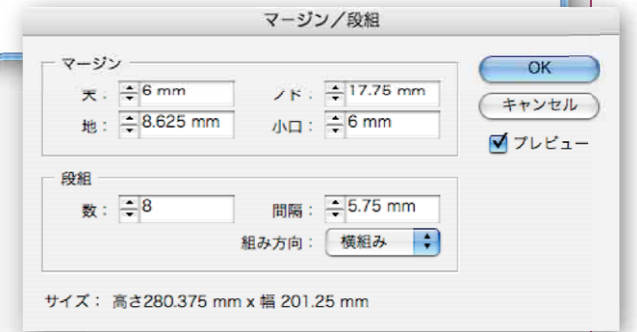 マージン／段組
マージン
天： 6 mm ノド： 17.75 mm
地： 8.625 mm 小口： 6 mm
OK
キャンセル
プレビュー
段組
数： 8 間隔： 5.75 mm
組み方向： 横組み
サイズ： 高さ280.375 mm x 幅 201.25 mm